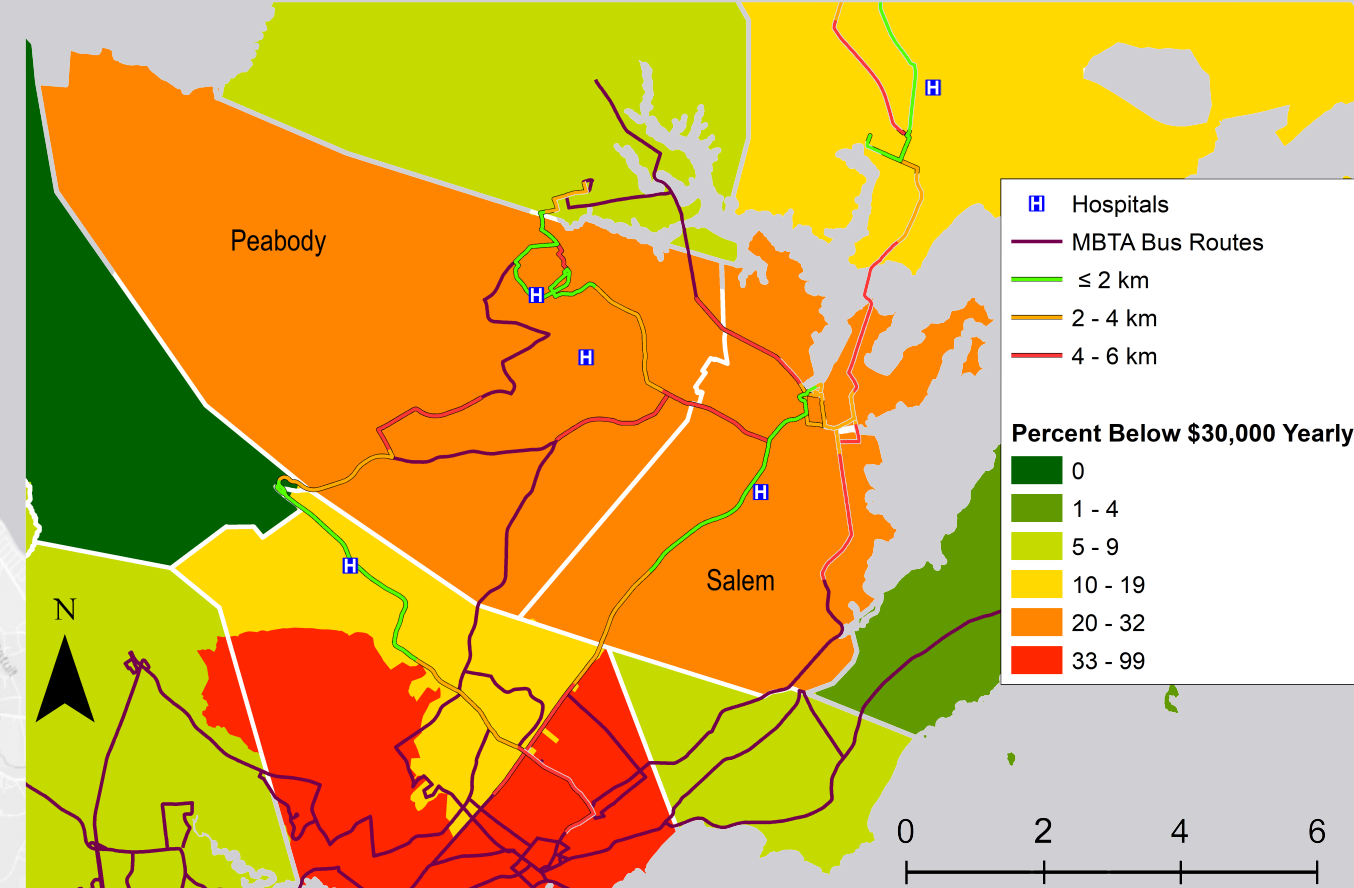 H
Hospitals
MBTA Bus Routes
≤ 2 km
2 - 4 km
4 - 6 km
Percent Below $30,000 Yearly
0
1 - 4
5 - 9
10 - 19
20 - 32
33 - 99
H
Peabody
H
H
H
H
Salem
N
0 2 4 6